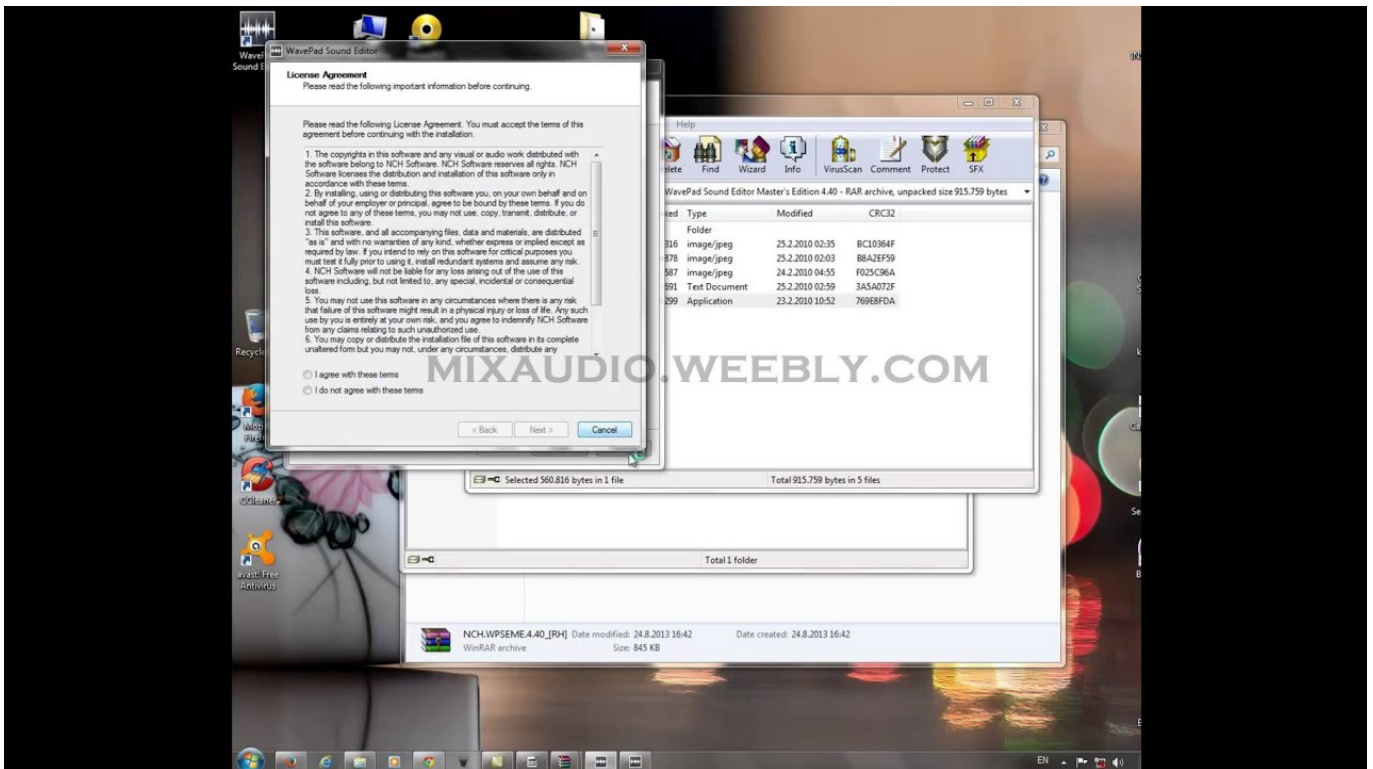 WavePad Sound Editor
License Agreement
Please read the following important information before continuing.
Please read the following License Agreement. You must accept the terms of this
agreement before continuing with the installation.
1. The copyrights in this software and any visual or audio work distributed with
the software belong to NCH Software. NCH Software reserves all rights. NCH
Software licenses the distribution and installation of this software only in
accordance with these terms.
2. By installing, using or distributing this software you, on your own behalf and on
behalf of your employer or principal, agree to be bound by these terms. If you do
not agree to any of these terms, you may not use, copy, transmit, distribute, or
install this software.
3. This software, and all accompanying files, data and materials, are distributed
"as is" and with no warranties of any kind, whether express or implied except as
required by law. If you intend to rely on this software for critical purposes you
must test it fully prior to using it, install redundant systems and assume any risk.
4. NCH Software will not be liable for any loss arising out of the use of this
software including, but not limited to, any special, incidental or consequential
loss.
5. You may not use this software in any circumstances where there is any risk
that failure of this software might result in a physical injury or loss of life. Any such
use by you is entirely at your own risk, and you agree to indemnify NCH Software
from any claims relating to such unauthorized use.
6. You may copy or distribute the installation file of this software in its complete
unaltered form but you may not, under any circumstances, distribute any
I agree with these terms
I do not agree with these terms
< Back Next > Cancel
Help
Find Wizard Info VirusScan Comment Protect SFX
WavePad Sound Editor Master's Edition 4.40 - RAR archive, unpacked size 915.759 bytes
Type Modified CRC32
Folder
316 image/jpeg 25.2.2010 02:35 BC10364F
878 image/jpeg 25.2.2010 02:03 B8A2EF59
587 image/jpeg 24.2.2010 04:55 F025C96A
591 Text Document 25.2.2010 02:59 3A5A072F
299 Application 23.2.2010 10:52 769E8FDA
MIXAUDIO.WEEBLY.COM
Selected 560.816 bytes in 1 file Total 915.759 bytes in 5 files
Total 1 folder
NCH.WPSEME.4.40_[RH] Date modified: 24.8.2013 16:42 Date created: 24.8.2013 16:42
WinRAR archive Size: 845 KB
CCleaner
avast! Free
Antivirus
EN